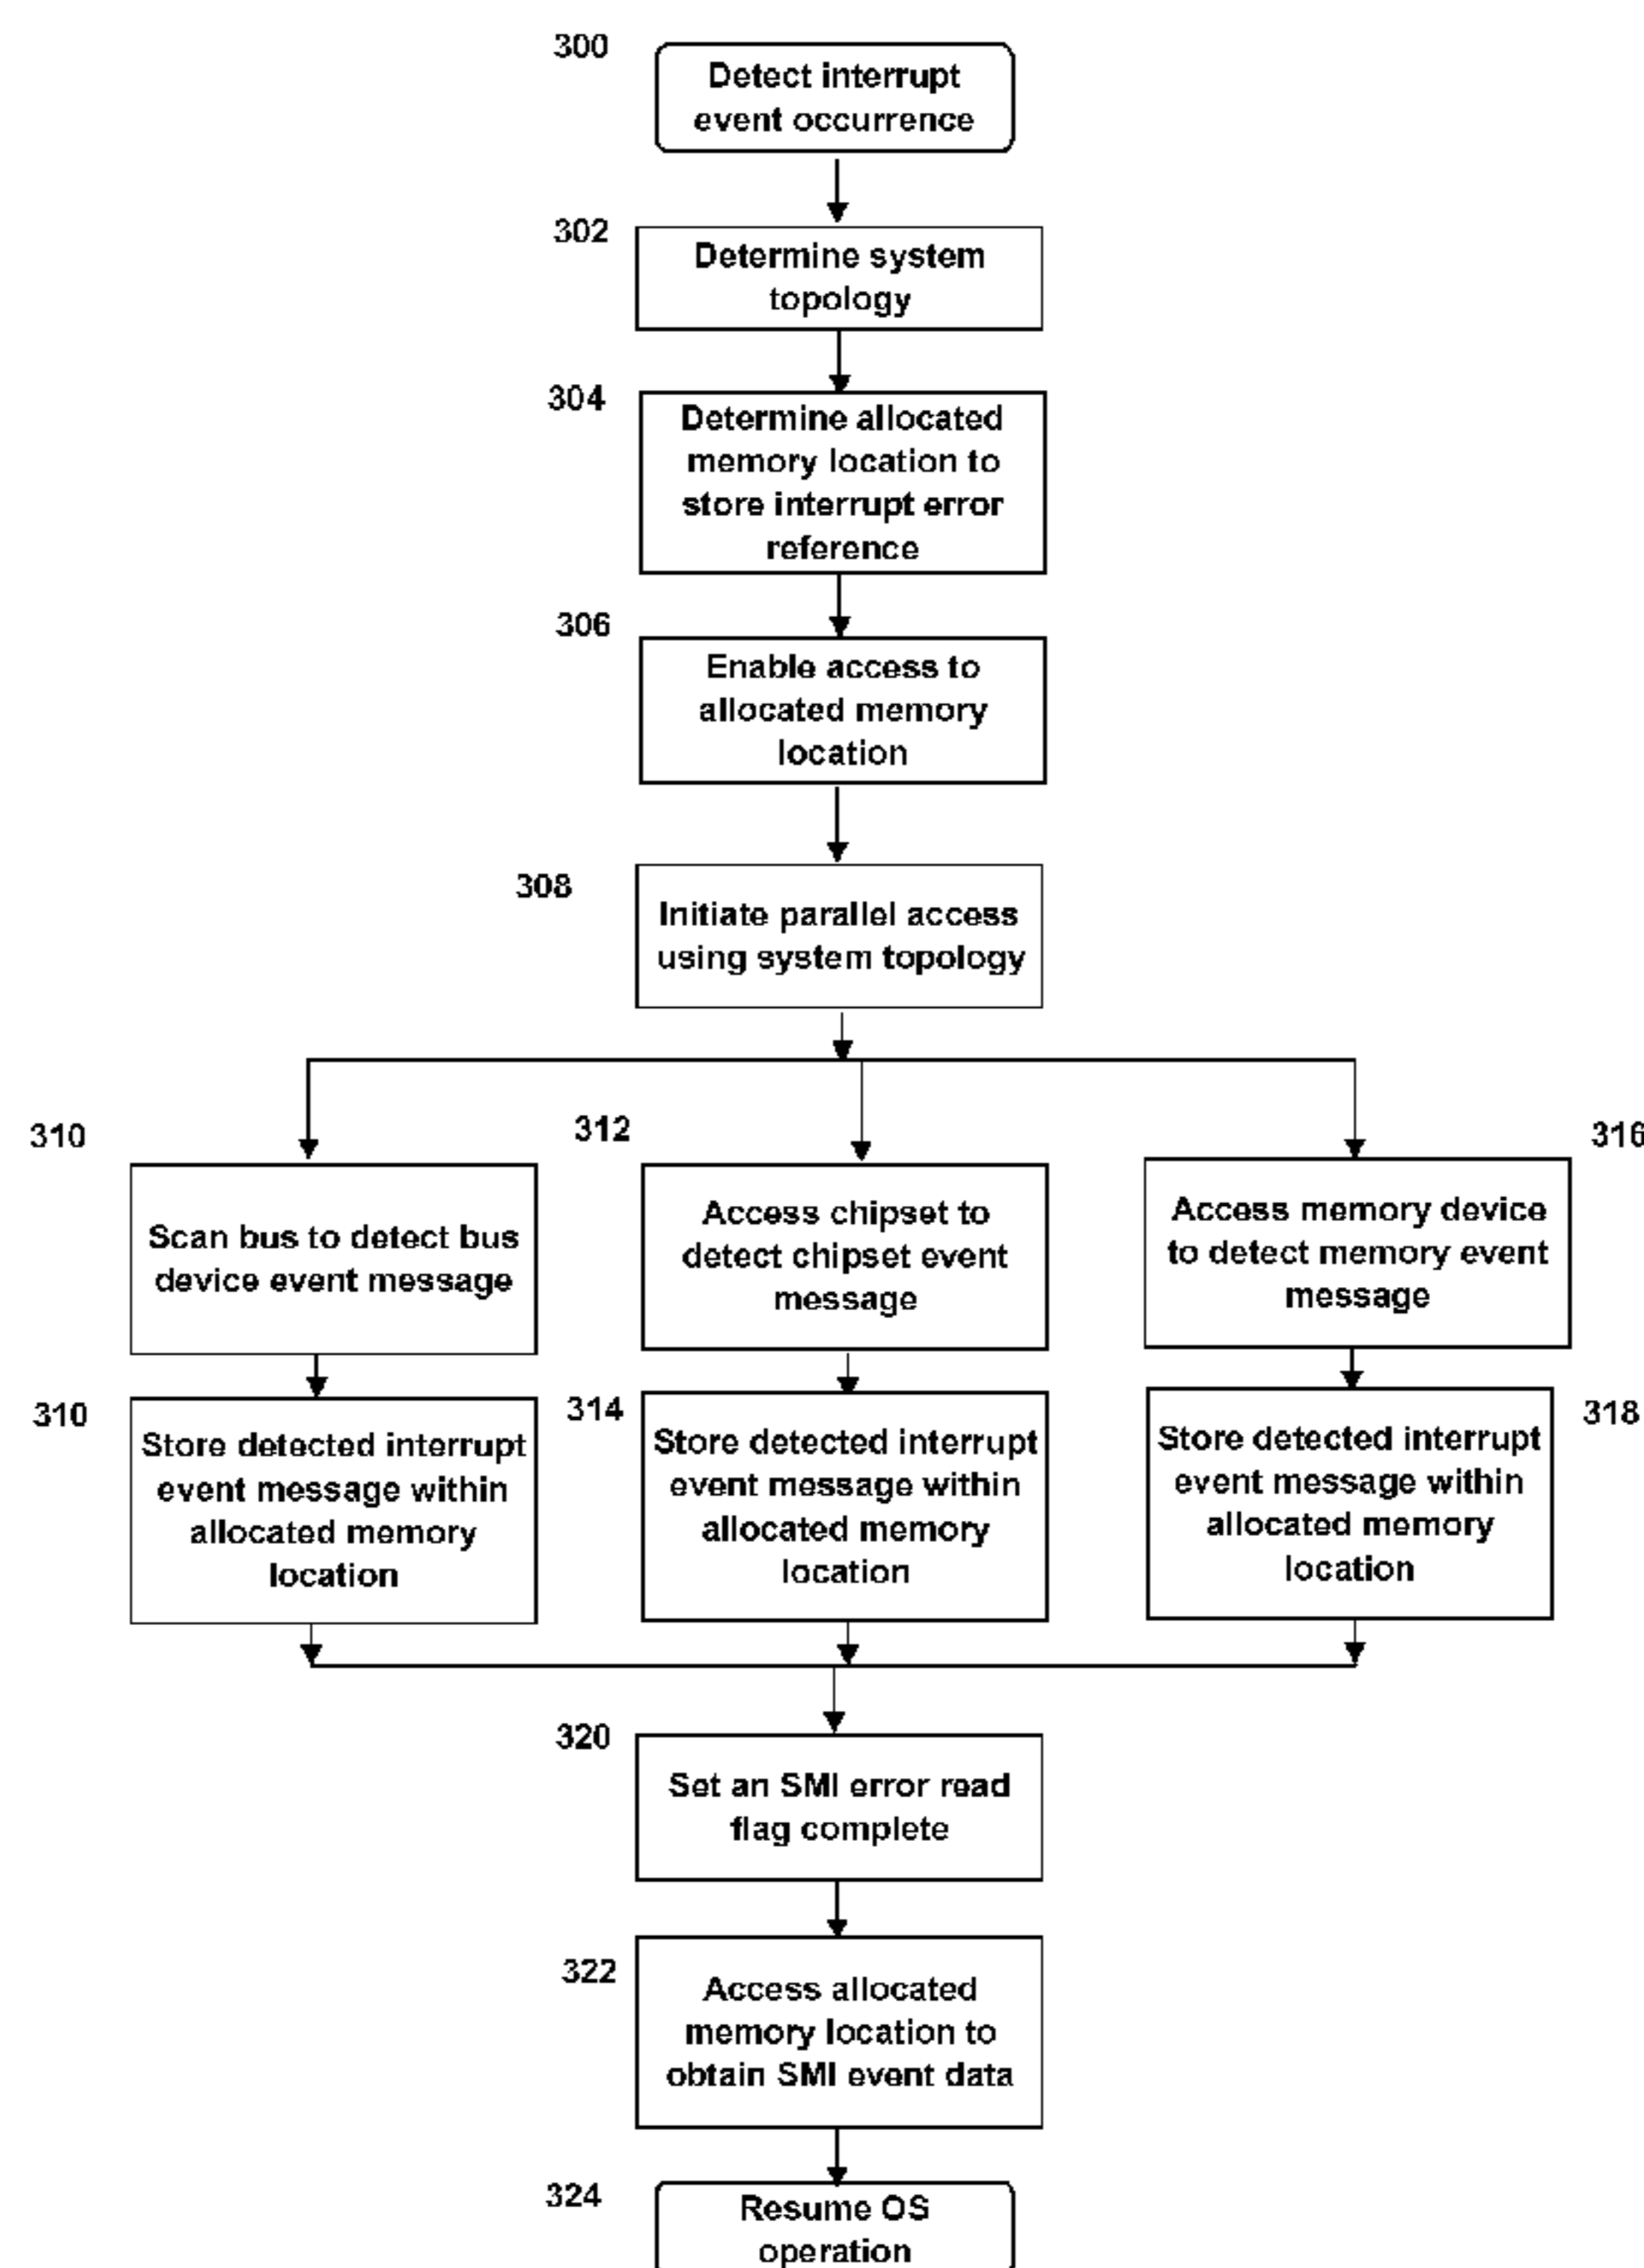 300
Detect interrupt
event occurrence
302
Determine system
topology
304
Determine allocated
memory location to
store interrupt error
reference
306
Enable access to
allocated memory
location
308
Initiate parallel access
using system topology
310
Scan bus to detect bus
device event message
312
Access chipset to
detect chipset event
message
316
Access memory device
to detect memory event
message
310
Store detected interrupt
event message within
allocated memory
location
314
Store detected interrupt
event message within
allocated memory
location
318
Store detected interrupt
event message within
allocated memory
location
320
Set an SMI error read
flag complete
322
Access allocated
memory location to
obtain SMI event data
324
Resume OS
operation